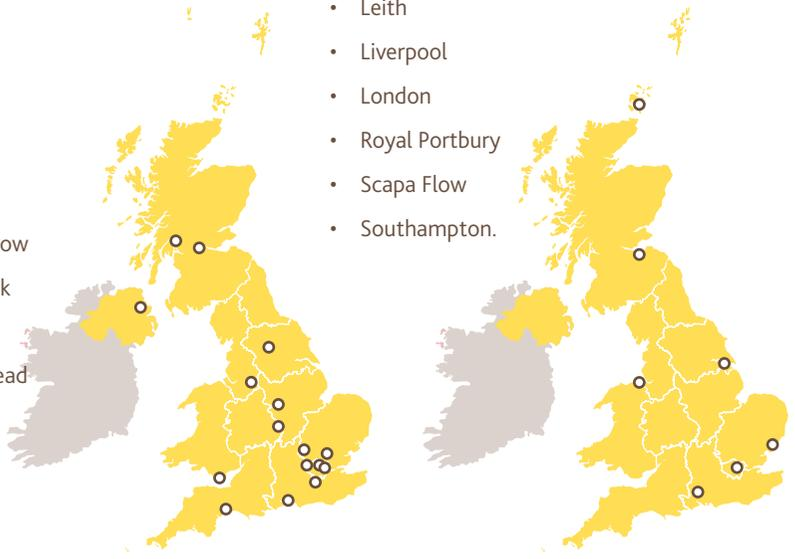 • Leith
• Liverpool
• London
• Royal Portbury
• Scapa Flow
• Southampton.
ow
k
ead